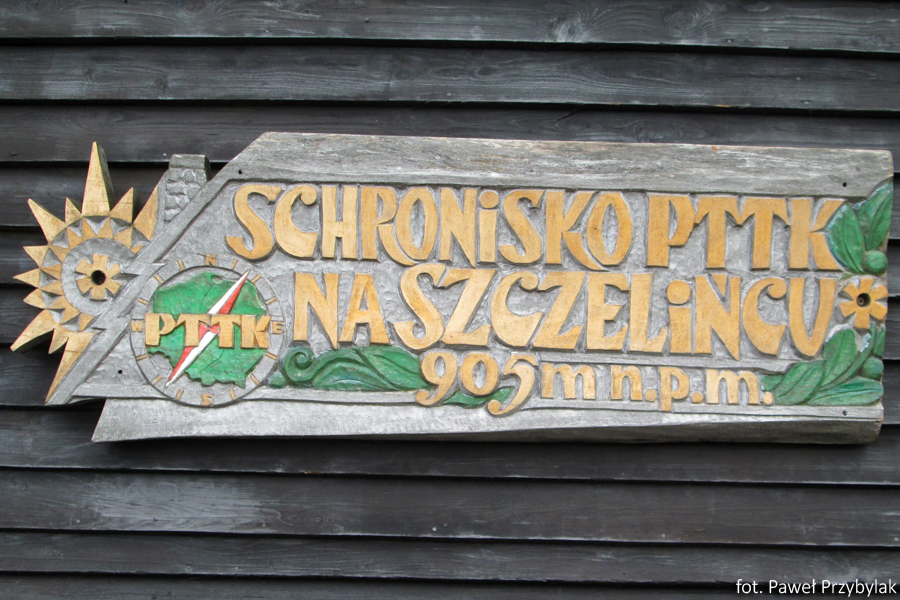 SCHRONiSKO PTTK
NA SZCZELiŃCU
905 m n.p.m.
N
W PTTK E
S
fot. Paweł Przybylak